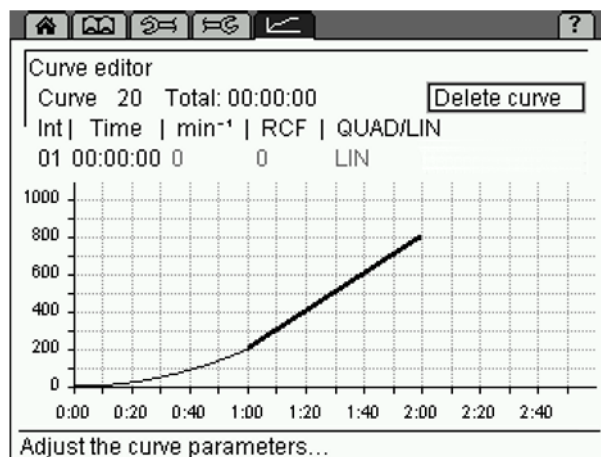 ?
Curve editor
Curve 20 Total: 00:00:00 Delete curve
Int | Time | min⁻¹ | RCF | QUAD/LIN
01 00:00:00 0 0 LIN
1000
800
600
400
200
0
0:00 0:20 0:40 1:00 1:20 1:40 2:00 2:20 2:40
Adjust the curve parameters...